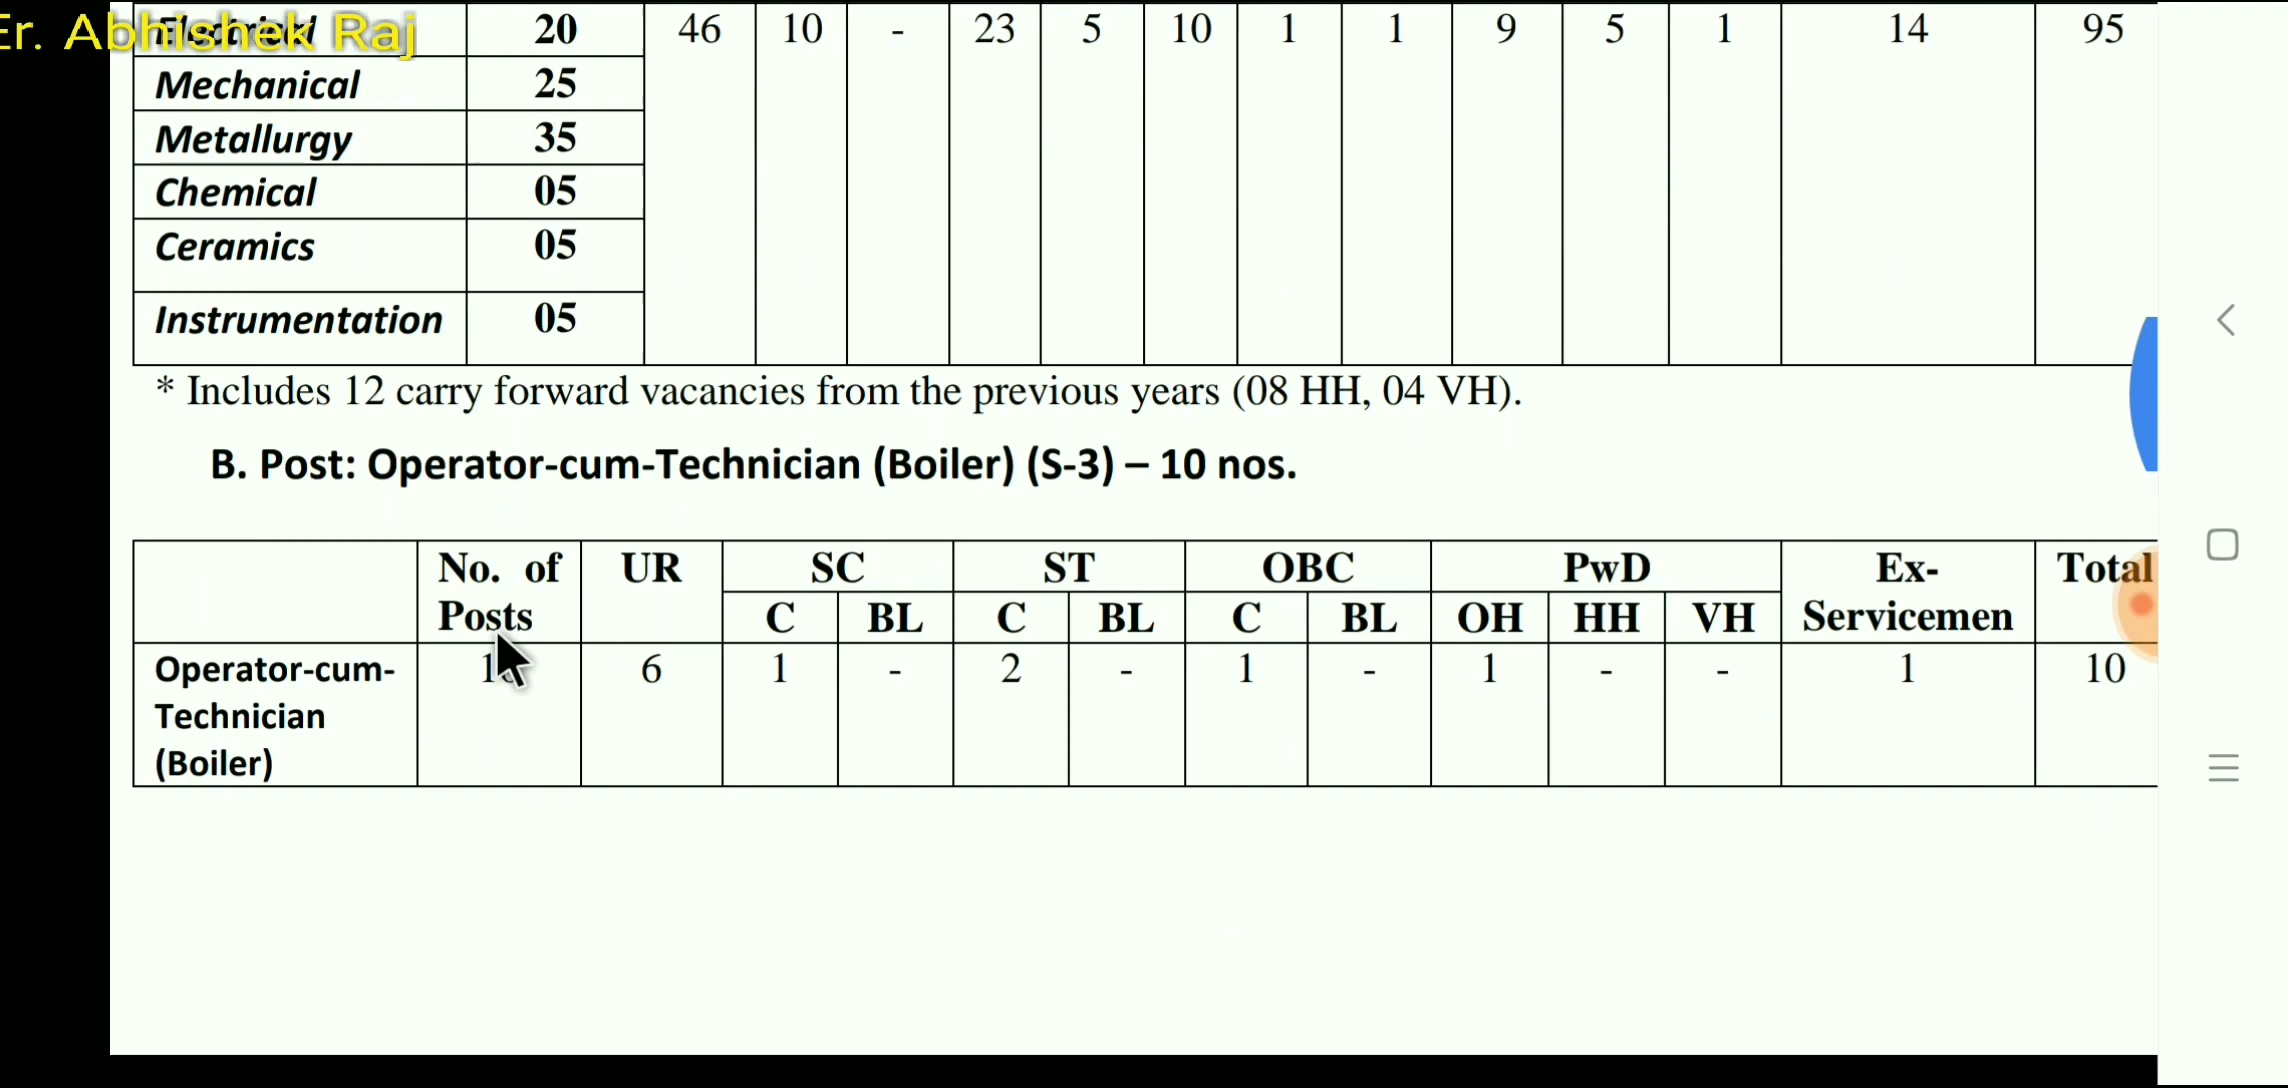 Er. Abhishek Raj
Electrical 20 46 10 - 23 5 10 1 1 9 5 1 14 95
Mechanical 25
Metallurgy 35
Chemical 05
Ceramics 05
Instrumentation 05
* Includes 12 carry forward vacancies from the previous years (08 HH, 04 VH).
B. Post: Operator-cum-Technician (Boiler) (S-3) – 10 nos.
No. of Posts UR SC ST OBC PwD Ex-Servicemen Total
C BL C BL C BL OH HH VH
Operator-cum- 10 6 1 - 2 - 1 - 1 - - 1 10
Technician
(Boiler)